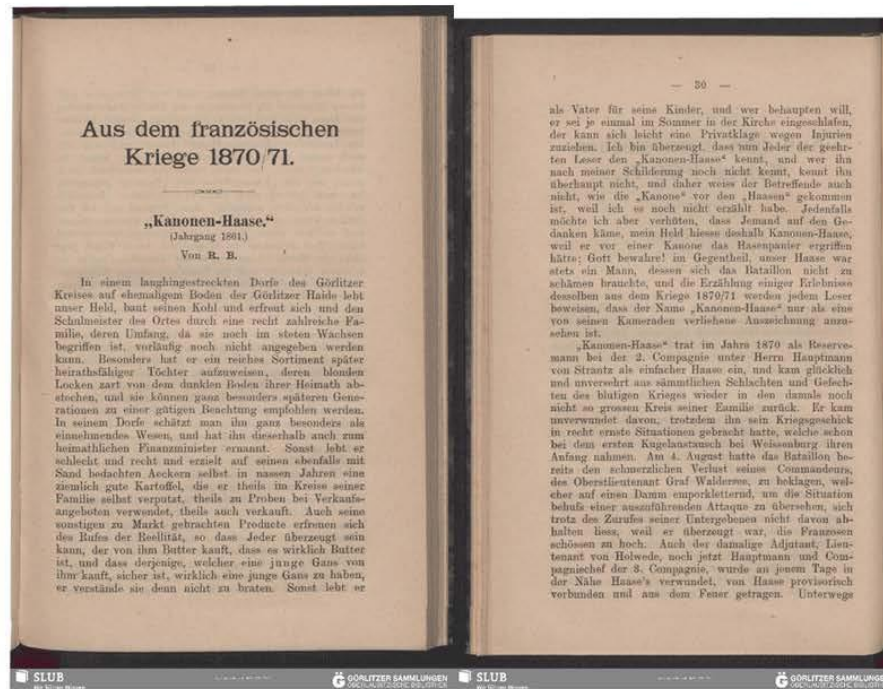 Aus dem französischen
Kriege 1870/71.
„Kanonen-Haase.“
(Jahrgang 1861.)
Von R. B.
In einem langhingestreckten Dorfe des Görlitzer
Kreises auf ehemaligem Boden der Görlitzer Haide lebt
unser Held, baut seinen Kohl und erfreut sich und den
Schulmeister des Ortes durch eine recht zahlreiche Fa-
milie, deren Umfang, da sie noch im steten Wachsen
begriffen ist, vorläufig noch nicht angegeben werden
kann. Besonders hat er ein reiches Sortiment später
heirathsfähiger Töchter aufzuweisen, deren blonden
Locken zart von dem dunklen Boden ihrer Heimath ab-
stechen, und sie können ganz besonders späteren Gene-
rationen zu einer gütigen Beachtung empfohlen werden.
In seinem Dorfe schätzt man ihn ganz besonders als
einnehmendes Wesen, und hat ihn dieserhalb auch zum
heimathlichen Finanzminister ernannt. Sonst lebt er
schlecht und recht und erzielt auf seinen ebenfalls mit
Sand bedachten Aeckern selbst in nassen Jahren eine
ziemlich gute Kartoffel, die er theils im Kreise seiner
Familie selbst verputzt, theils zu Proben bei Verkaufs-
angeboten verwendet, theils auch verkauft. Auch seine
sonstigen zu Markt gebrachten Producte erfreuen sich
des Rufes der Reellität, so dass Jeder überzeugt sein
kann, der von ihm Butter kauft, dass es wirklich Butter
ist, und dass derjenige, welcher eine junge Gans von
ihm kauft, sicher ist, wirklich eine junge Gans zu haben,
er verstände sie denn nicht zu braten. Sonst lebt er
— 30 —
als Vater für seine Kinder, und wer behaupten will,
er sei je einmal im Sommer in der Kirche eingeschlafen,
der kann sich leicht eine Privatklage wegen Injurien
zuziehen. Ich bin überzeugt, dass nun Jeder der geehr-
ten Leser den „Kanonen-Haase“ kennt, und wer ihn
nach meiner Schilderung noch nicht kennt, kennt ihn
überhaupt nicht, und daher weiss der Betreffende auch
nicht, wie die „Kanone“ vor den „Haasen“ gekommen
ist, weil ich es noch nicht erzählt habe. Jedenfalls
möchte ich aber verhüten, dass Jemand auf den Ge-
danken käme, mein Held hiesse deshalb Kanonen-Haase,
weil er vor einer Kanone das Hasenpanier ergriffen
hätte; Gott bewahre! im Gegentheil, unser Haase war
stets ein Mann, dessen sich das Bataillon nicht zu
schämen brauchte, und die Erzählung einiger Erlebnisse
desselben aus dem Kriege 1870/71 werden jedem Leser
beweisen, dass der Name „Kanonen-Haase“ nur als eine
von seinen Kameraden verliehene Auszeichnung anzu-
sehen ist.
„Kanonen-Haase“ trat im Jahre 1870 als Reserve-
mann bei der 2. Compagnie unter Herrn Hauptmann
von Strantz als einfacher Haase ein, und kam glücklich
und unversehrt aus sämmtlichen Schlachten und Gefech-
ten des blutigen Krieges wieder in den damals noch
nicht so grossen Kreis seiner Familie zurück. Er kam
unverwundet davon, trotzdem ihn sein Kriegsgeschick
in recht ernste Situationen gebracht hatte, welche schon
bei dem ersten Kugelaustausch bei Weissenburg ihren
Anfang nahmen. Am 4. August hatte das Bataillon be-
reits den schmerzlichen Verlust seines Commandeurs,
des Oberstlieutenant Graf Waldersee, zu beklagen, wel-
cher auf einen Damm emporkletternd, um die Situation
behufs einer auszuführenden Attaque zu übersehen, sich
trotz des Zurufes seiner Untergebenen nicht davon ab-
halten liess, weil er überzeugt war, die Franzosen
schössen zu hoch. Auch der damalige Adjutant, Lieu-
tenant von Holwede, noch jetzt Hauptmann und Com-
pagniechef der 3. Compagnie, wurde an jenem Tage in
der Nähe Haase's verwundet, von Haase provisorisch
verbunden und aus dem Feuer getragen. Unterwegs
SLUB
Wir führen Wissen.
GÖRLITZER SAMMLUNGEN
OBERLAUSITZISCHE BIBLIOTHEK
SLUB
Wir führen Wissen.
GÖRLITZER SAMMLUNGEN
OBERLAUSITZISCHE BIBLIOTHEK